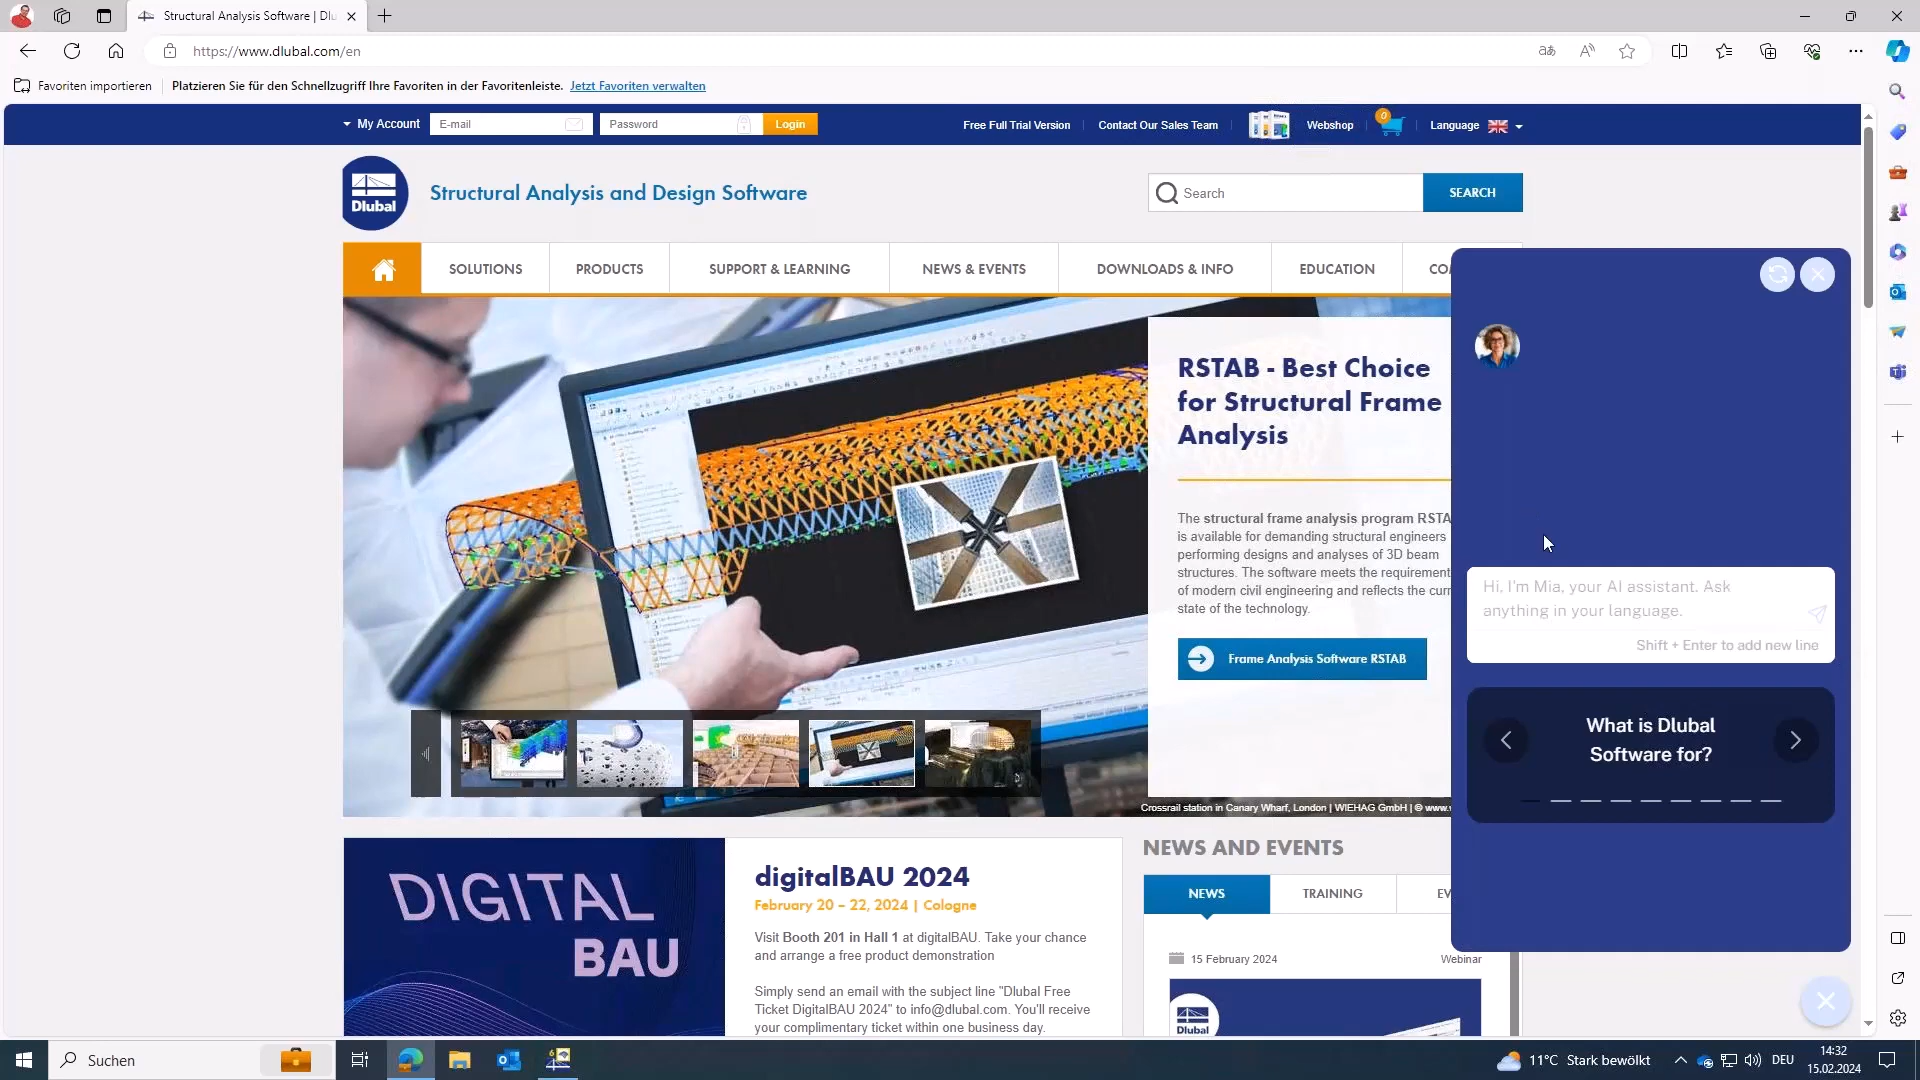 Structural Analysis Software | Dlu
https://www.dlubal.com/en
Favoriten importieren
Platzieren Sie für den Schnellzugriff Ihre Favoriten in der Favoritenleiste. Jetzt Favoriten verwalten
My Account
E-mail
Password
Login
Free Full Trial Version
Contact Our Sales Team
Webshop
0
Language
Dlubal
Structural Analysis and Design Software
Search
SEARCH
SOLUTIONS
PRODUCTS
SUPPORT & LEARNING
NEWS & EVENTS
DOWNLOADS & INFO
EDUCATION
CO
RSTAB - Best Choice
for Structural Frame
Analysis
The structural frame analysis program RSTA
is available for demanding structural engineers
performing designs and analyses of 3D beam
structures. The software meets the requirement
of modern civil engineering and reflects the curr
state of the technology.
Frame Analysis Software RSTAB
Crossrail station in Canary Wharf, London | WIEHAG GmbH | © www.
Hi, I'm Mia, your AI assistant. Ask
anything in your language.
Shift + Enter to add new line
What is Dlubal
Software for?
DIGITAL
BAU
digitalBAU 2024
February 20 – 22, 2024 | Cologne
Visit Booth 201 in Hall 1 at digitalBAU. Take your chance
and arrange a free product demonstration
Simply send an email with the subject line "Dlubal Free
Ticket DigitalBAU 2024" to info@dlubal.com. You'll receive
your complimentary ticket within one business day.
NEWS AND EVENTS
NEWS
TRAINING
EV
15 February 2024
Webinar
Dlubal
Suchen
11°C Stark bewölkt
DEU
14:32
15.02.2024